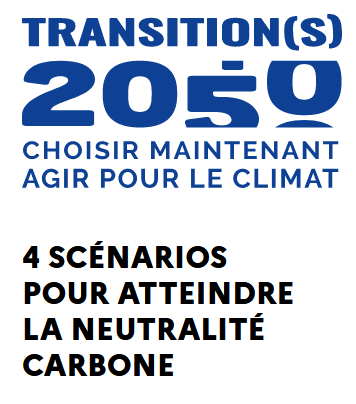 TRANSITION(S)
2050
CHOISIR MAINTENANT
AGIR POUR LE CLIMAT
4 SCÉNARIOS
POUR ATTEINDRE
LA NEUTRALITÉ
CARBONE